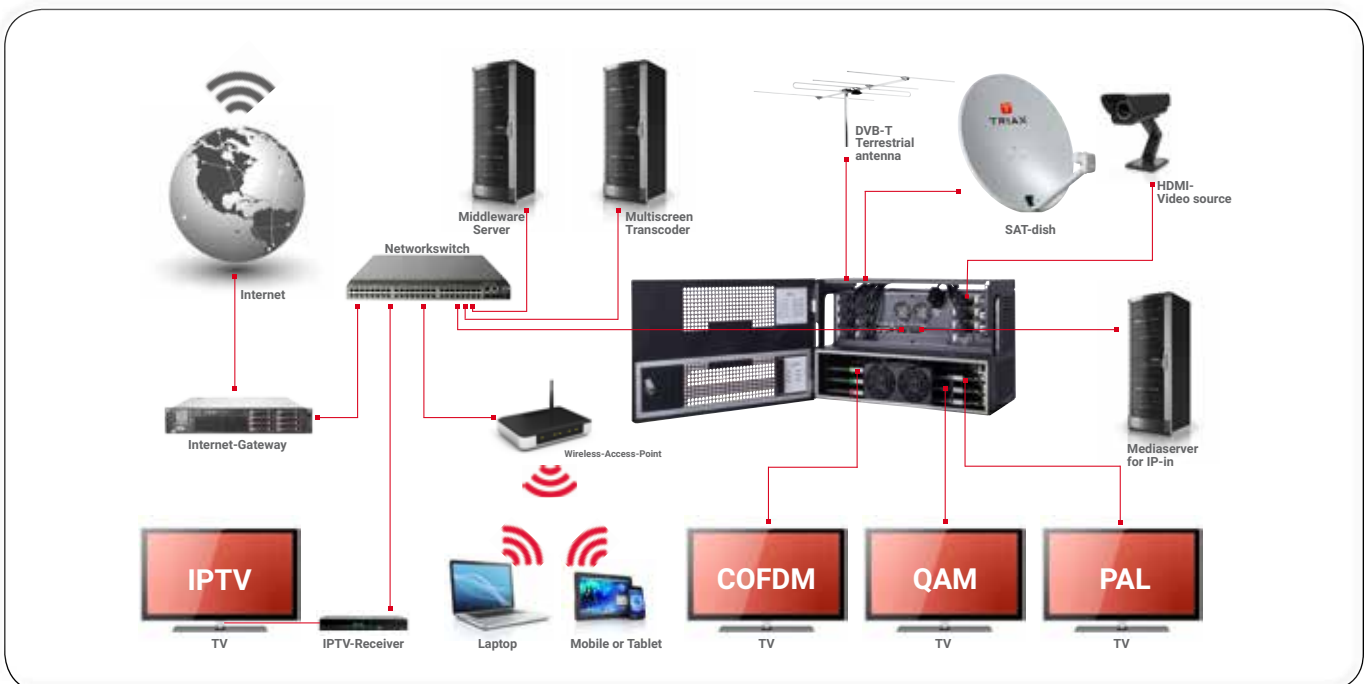 TRIAX
DVB-T
Terrestrial
antenna
HDMI-
Video source
SAT-dish
Middleware
Server
Multiscreen
Transcoder
Networkswitch
Internet
Internet-Gateway
Wireless-Access-Point
Mediaserver
for IP-in
IPTV
COFDM
QAM
PAL
TV
IPTV-Receiver
Laptop
Mobile or Tablet
TV
TV
TV